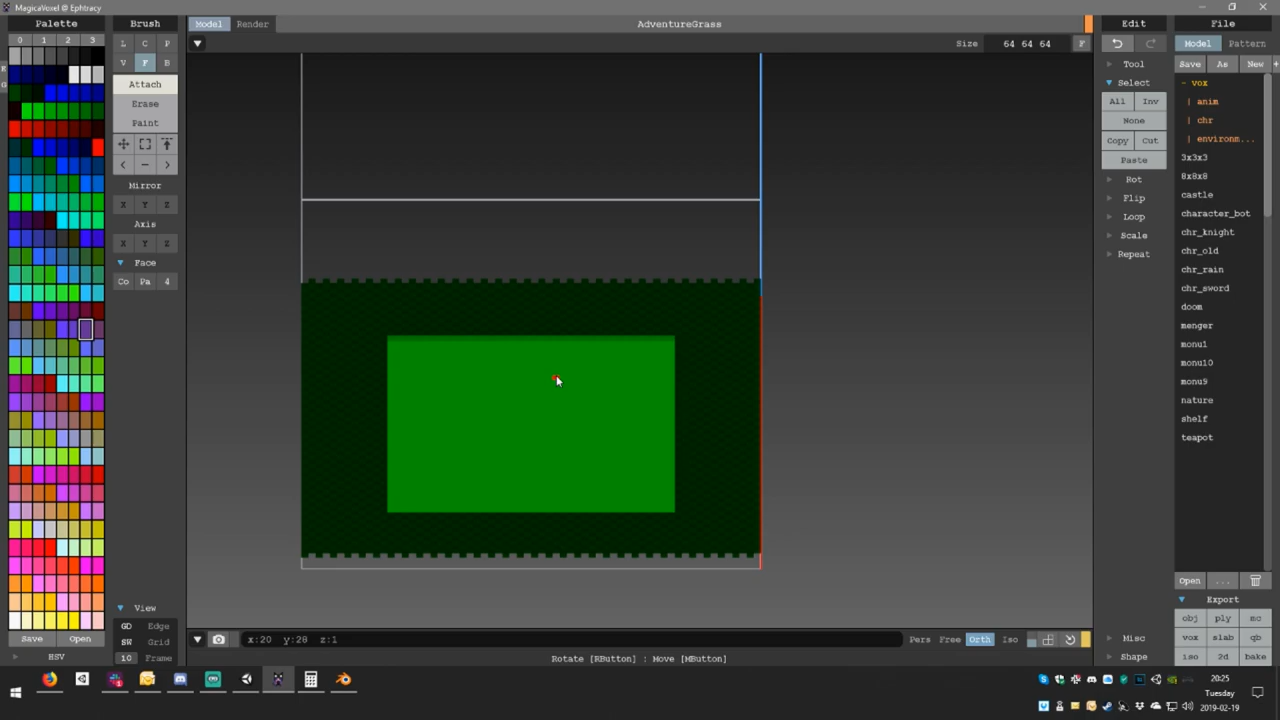 MagicaVoxel @ Ephtracy
Palette
Brush
Model
Render
AdventureGrass
Edit
File
0 1 2 3
L C P
V F B
Size 64 64 64 F
Model
Pattern
Attach
Erase
Paint
Tool
Select
All Inv
None
Copy Cut
Paste
Rot
Flip
Loop
Scale
Repeat
Save As New +
- vox
| anim
| chr
| environm...
3x3x3
8x8x8
castle
character_bot
chr_knight
chr_old
chr_rain
chr_sword
doom
menger
monu1
monu10
monu9
nature
shelf
teapot
Mirror
X Y Z
Axis
X Y Z
Face
Co Pa 4
View
GD Edge
SW Grid
10 Frame
Save Open
HSV
x:20 y:28 z:1
Pers Free Orth Iso
Rotate [RButton] : Move [MButton]
Misc
Shape
Open ...
Export
obj ply mc
vox slab qb
iso 2d bake
20:25
Tuesday
2019-02-19